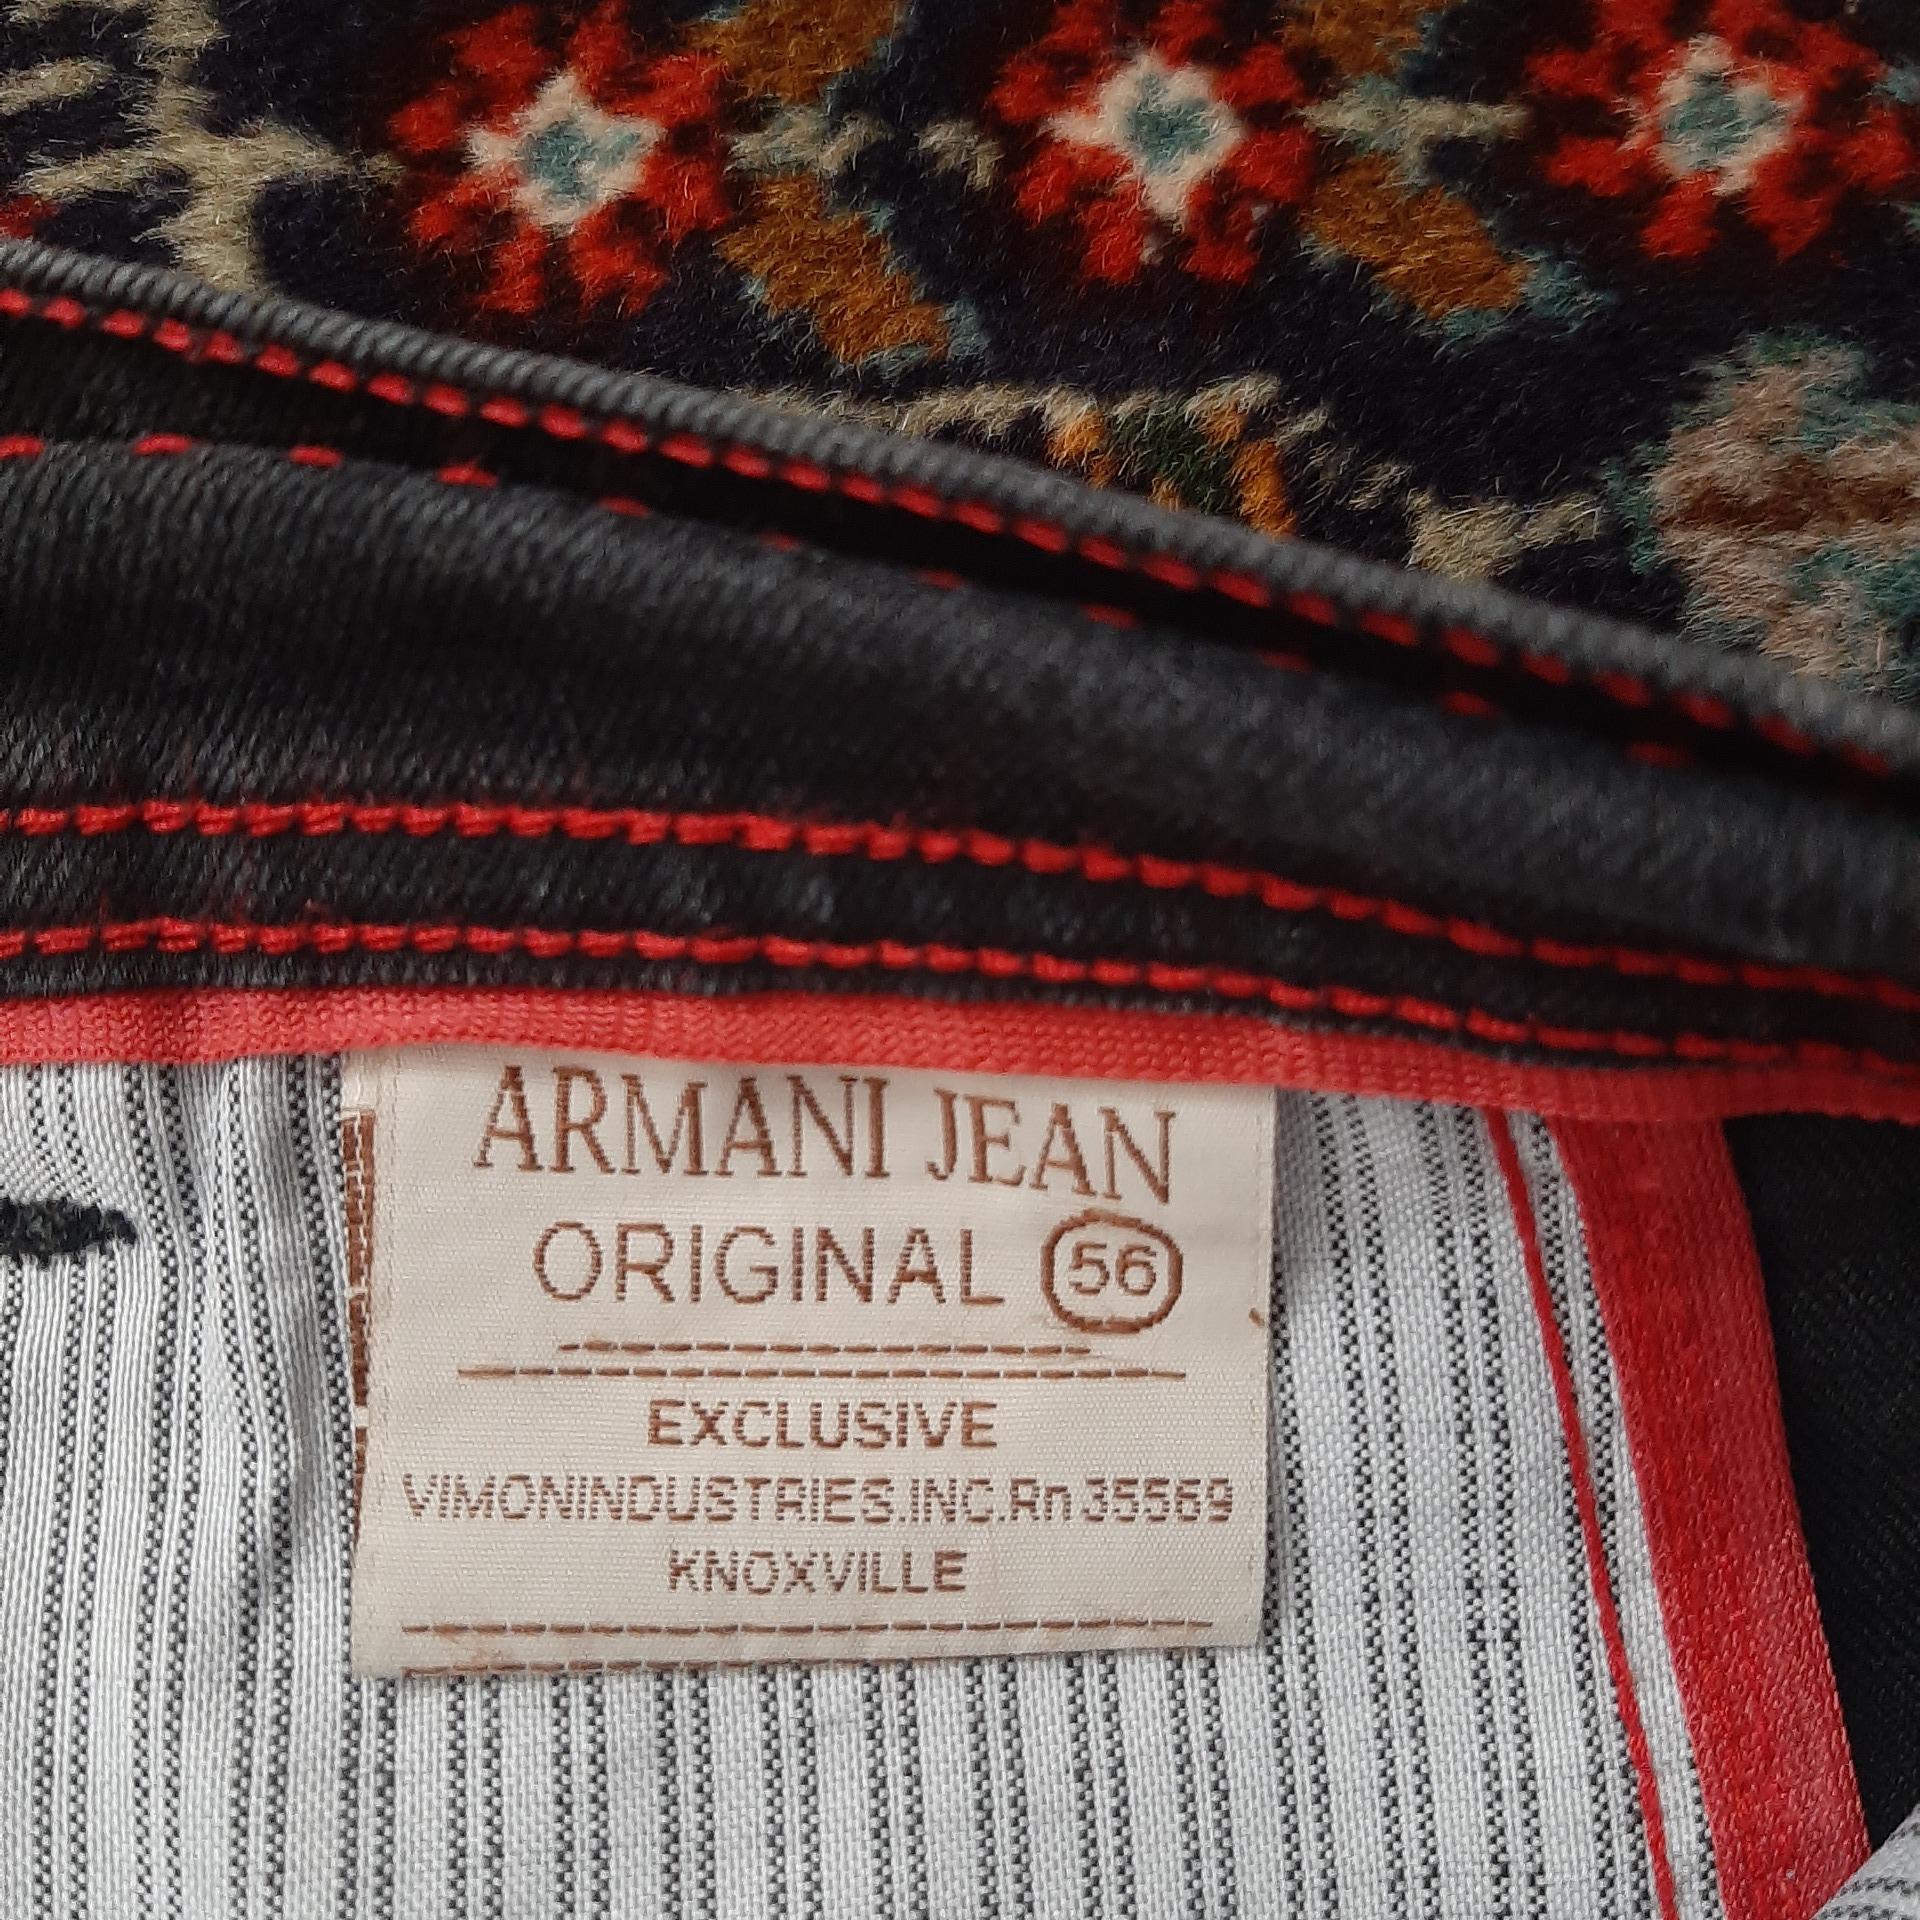 ARMANI JEAN
ORIGINAL 56
EXCLUSIVE
VIMONINDUSTRIES.INC.Rn 35569
KNOXVILLE